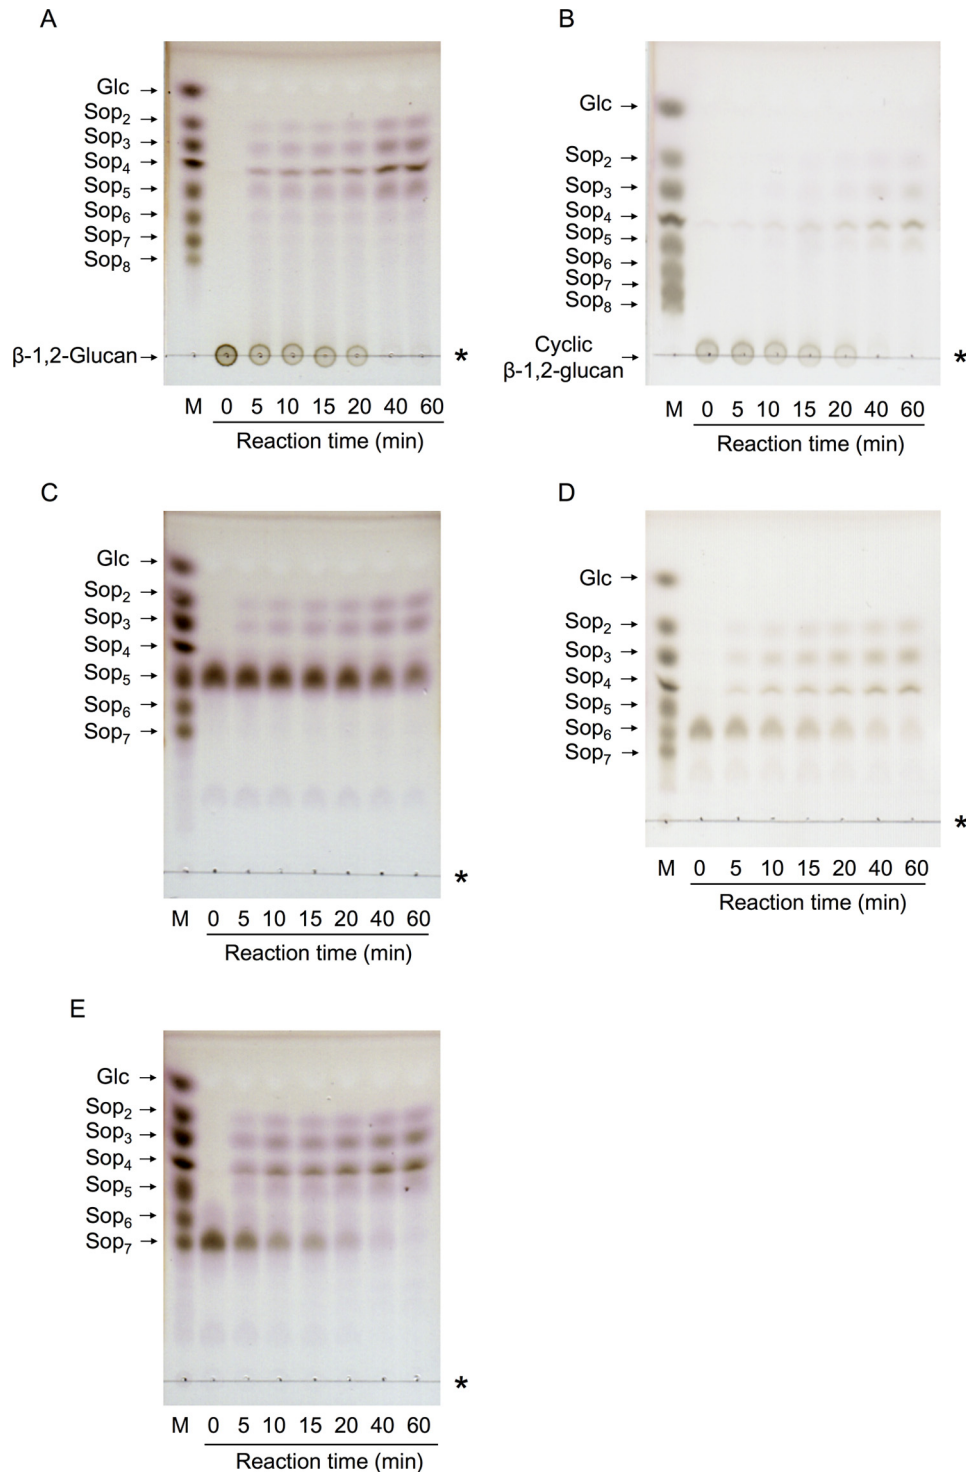 A
Glc
Sop₂
Sop₃
Sop₄
Sop₅
Sop₆
Sop₇
Sop₈
β-1,2-Glucan
*
M 0 5 10 15 20 40 60
Reaction time (min)
B
Glc
Sop₂
Sop₃
Sop₄
Sop₅
Sop₆
Sop₇
Sop₈
Cyclic
β-1,2-glucan
*
M 0 5 10 15 20 40 60
Reaction time (min)
C
Glc
Sop₂
Sop₃
Sop₄
Sop₅
Sop₆
Sop₇
*
M 0 5 10 15 20 40 60
Reaction time (min)
D
Glc
Sop₂
Sop₃
Sop₄
Sop₅
Sop₆
Sop₇
*
M 0 5 10 15 20 40 60
Reaction time (min)
E
Glc
Sop₂
Sop₃
Sop₄
Sop₅
Sop₆
Sop₇
*
M 0 5 10 15 20 40 60
Reaction time (min)